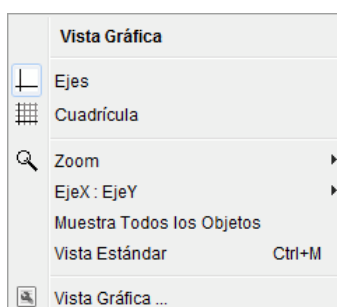 Vista Gráfica
Ejes
Cuadrícula
Zoom
EjeX : EjeY
Muestra Todos los Objetos
Vista Estándar Ctrl+M
Vista Gráfica ...